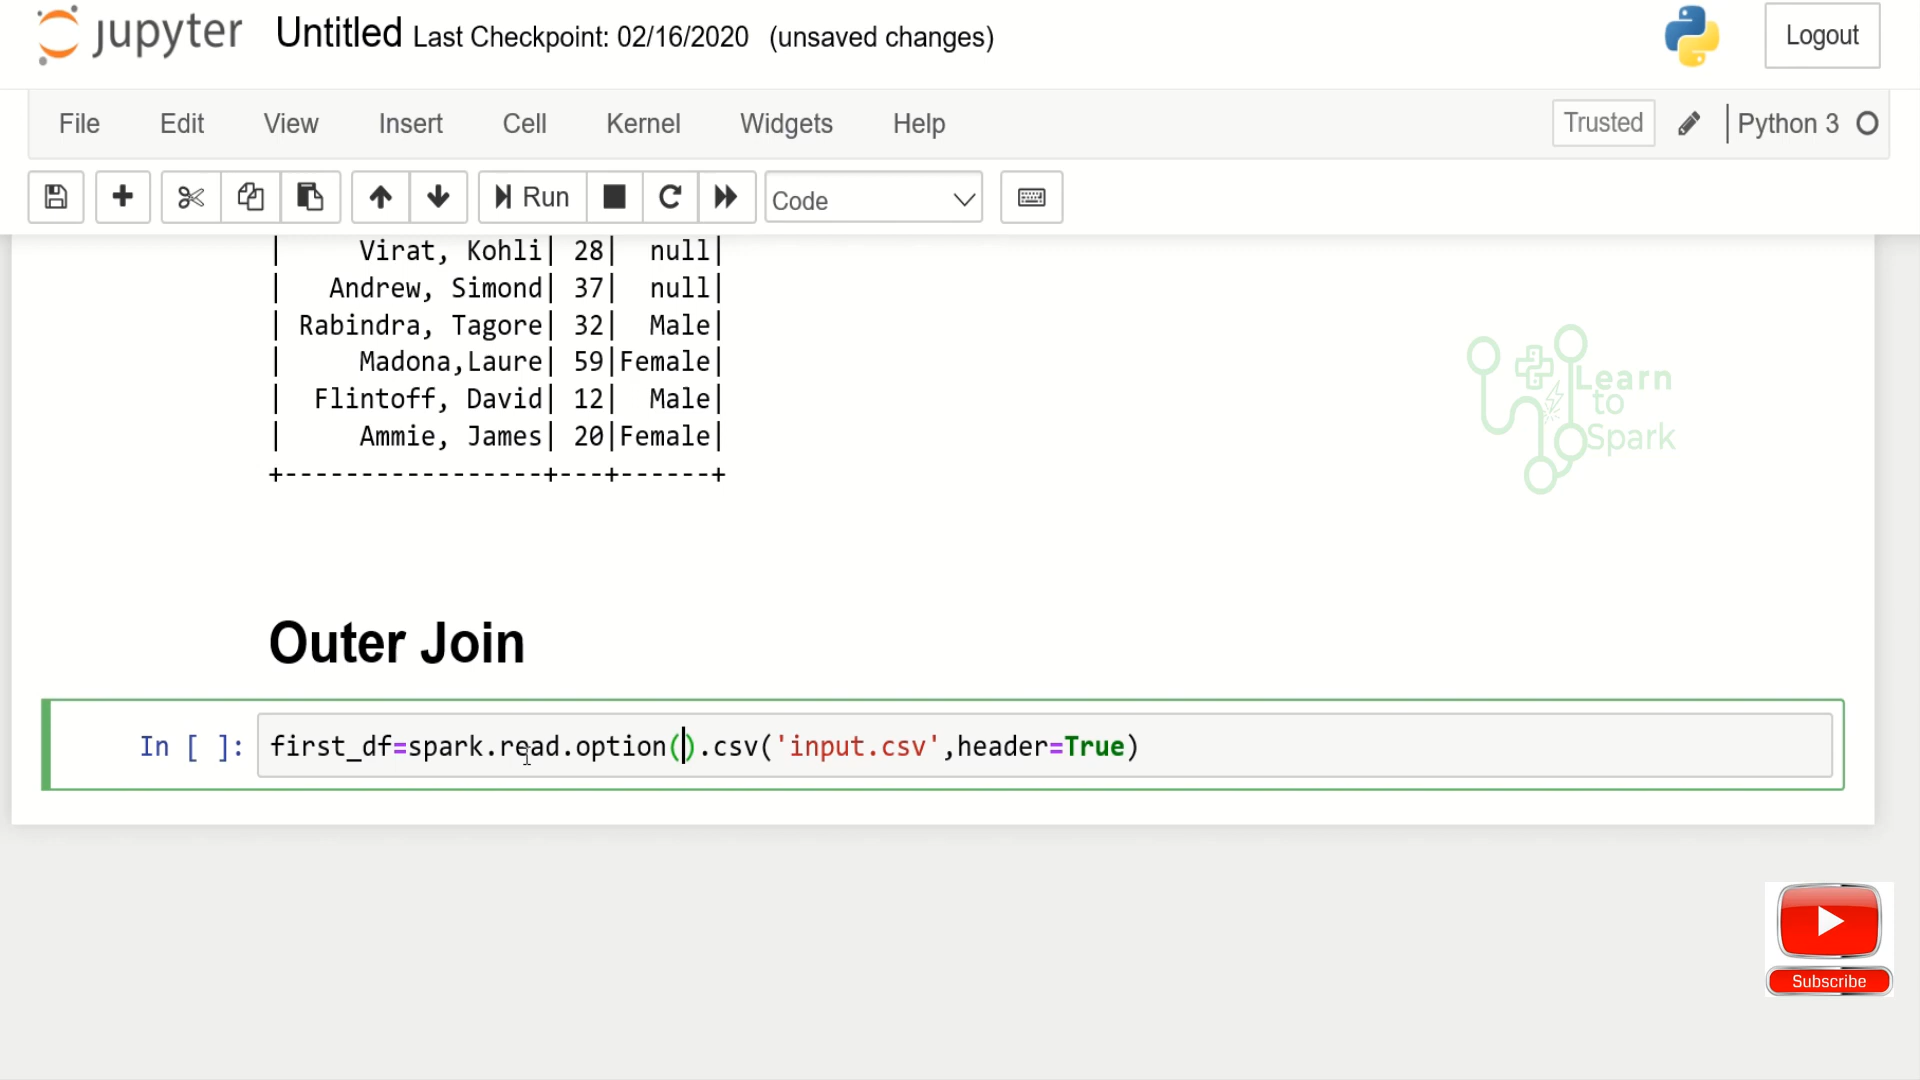 jupyter Untitled Last Checkpoint: 02/16/2020 (unsaved changes) Logout
File Edit View Insert Cell Kernel Widgets Help Trusted Python 3
Run Code
| Virat, Kohli| 28| null|
| Andrew, Simond| 37| null|
| Rabindra, Tagore| 32| Male|
| Madona,Laure| 59|Female|
| Flintoff, David| 12| Male|
| Ammie, James| 20|Female|
+----------------+---+------+
Learn
to
Spark
Outer Join
In [ ]: first_df=spark.read.option().csv('input.csv',header=True)
Subscribe